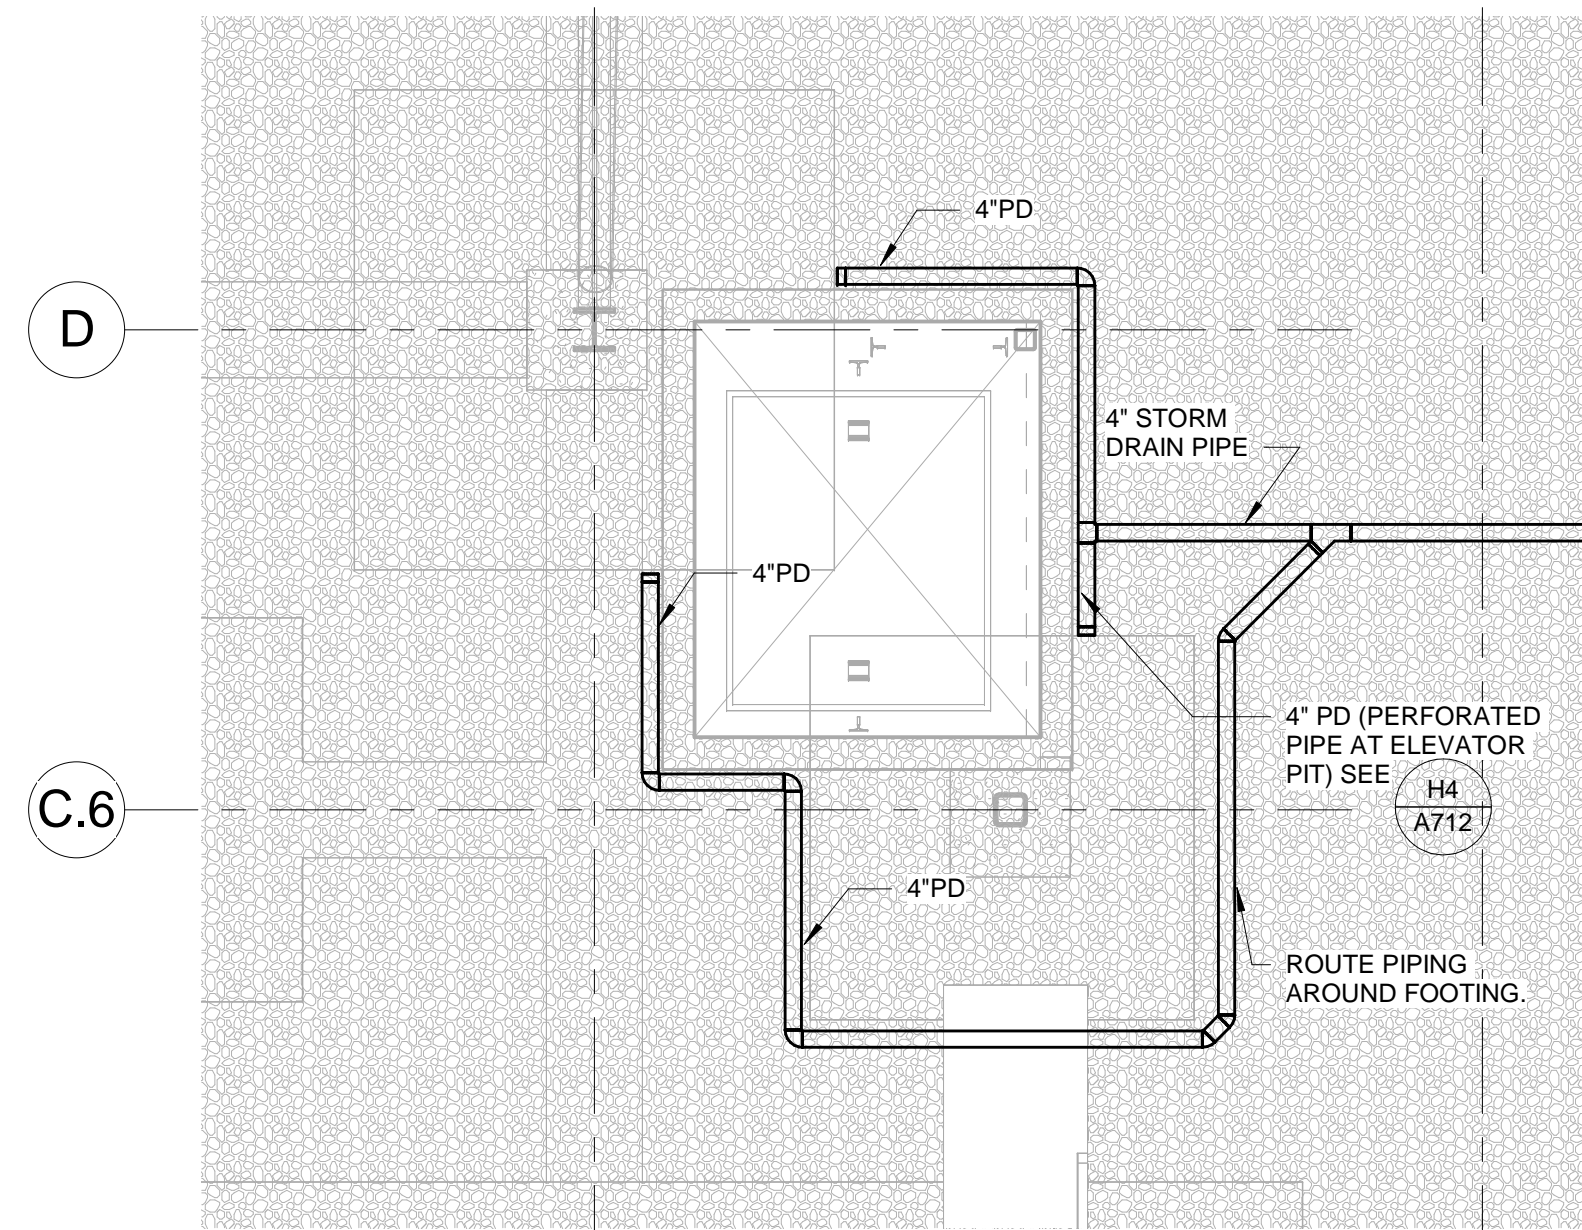 4"PD
D
4" STORM
DRAIN PIPE
4"PD
4" PD (PERFORATED
PIPE AT ELEVATOR
PIT) SEE
H4
A712
C.6
4"PD
ROUTE PIPING
AROUND FOOTING.